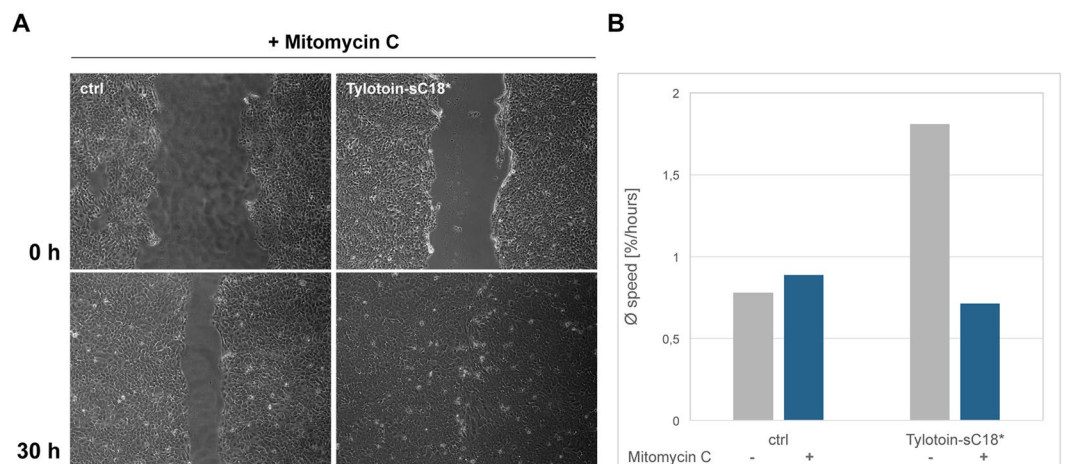 A
+ Mitomycin C
ctrl
Tylotoin-sC18*
0 h
30 h
B
2
1,5
1
0,5
0
Ø speed [%/hours]
ctrl
Tylotoin-sC18*
Mitomycin C - + - +